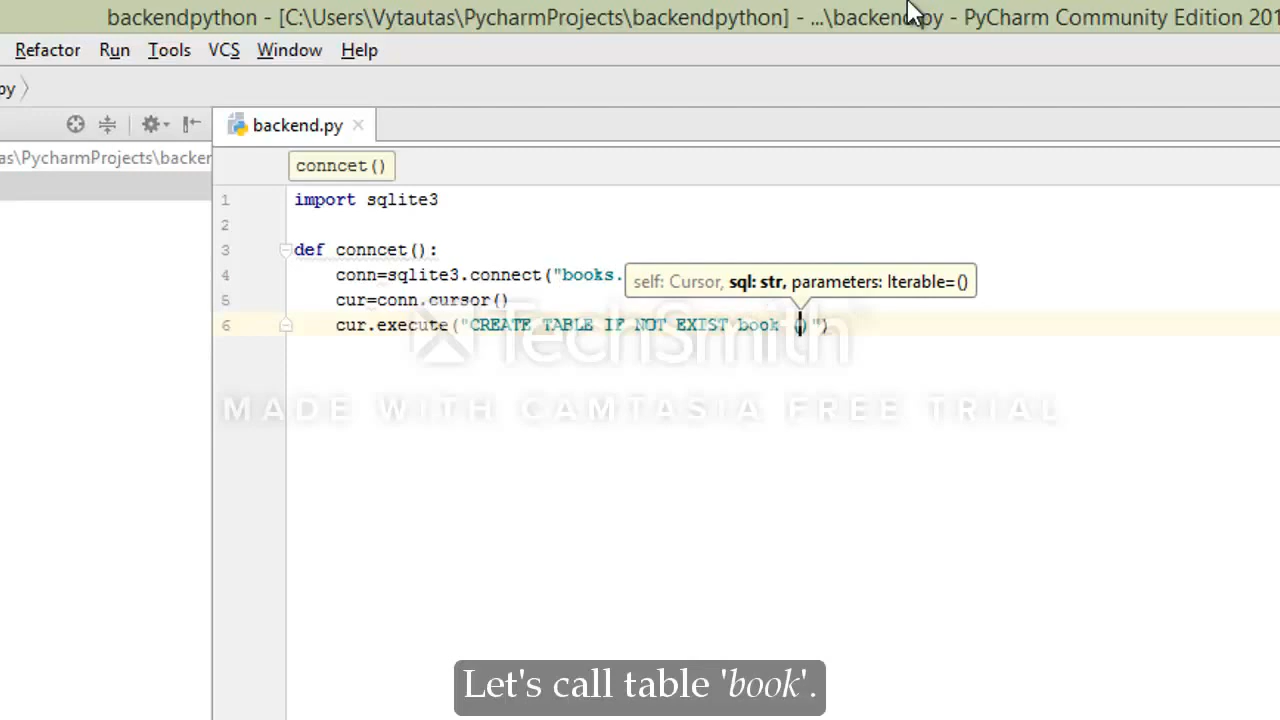 backendpython - [C:\Users\Vytautas\PycharmProjects\backendpython] - ...\backend.py - PyCharm Community Edition 201
Refactor Run Tools VCS Window Help
py
backend.py
as\PycharmProjects\backen
conncet()
1 import sqlite3
2
3 def conncet():
4 conn=sqlite3.connect("books.
self: Cursor, sql: str, parameters: Iterable=()
5 cur=conn.cursor()
6 cur.execute("CREATE TABLE IF NOT EXIST book ()")
TechSmith
MADE WITH CAMTASIA FREE TRIAL
Let's call table 'book'.